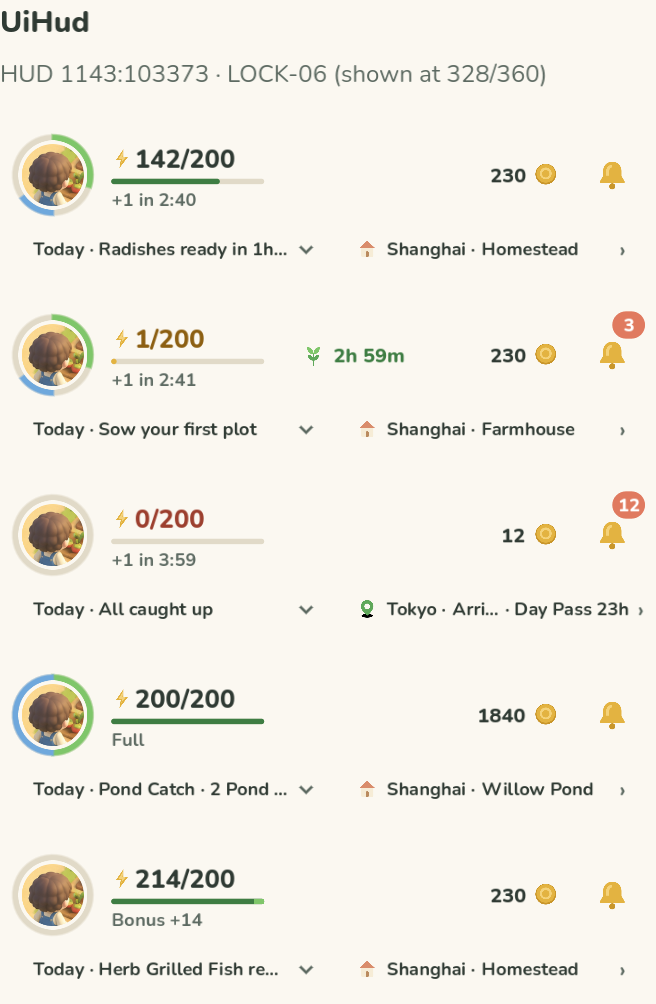 UiHud
HUD 1143:103373 · LOCK-06 (shown at 328/360)
142/200
230
+1 in 2:40
Today · Radishes ready in 1h...
Shanghai · Homestead ›
3
1/200
2h 59m
230
+1 in 2:41
Today · Sow your first plot
Shanghai · Farmhouse ›
12
0/200
12
+1 in 3:59
Today · All caught up
Tokyo · Arri... · Day Pass 23h ›
200/200
1840
Full
Today · Pond Catch · 2 Pond ...
Shanghai · Willow Pond ›
214/200
230
Bonus +14
Today · Herb Grilled Fish re...
Shanghai · Homestead ›